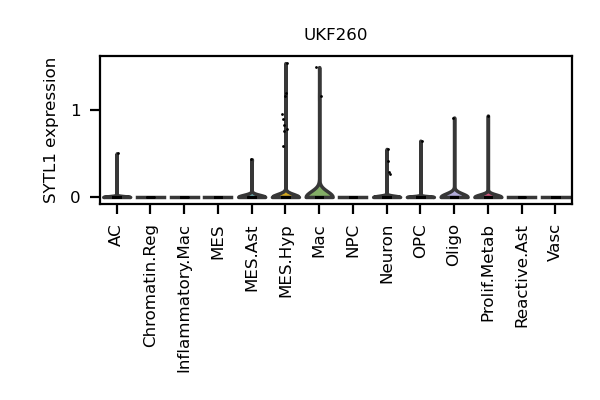 UKF260
SYTL1 expression
1
0
AC
Chromatin.Reg
Inflammatory.Mac
MES
MES.Ast
MES.Hyp
Mac
NPC
Neuron
OPC
Oligo
Prolif.Metab
Reactive.Ast
Vasc